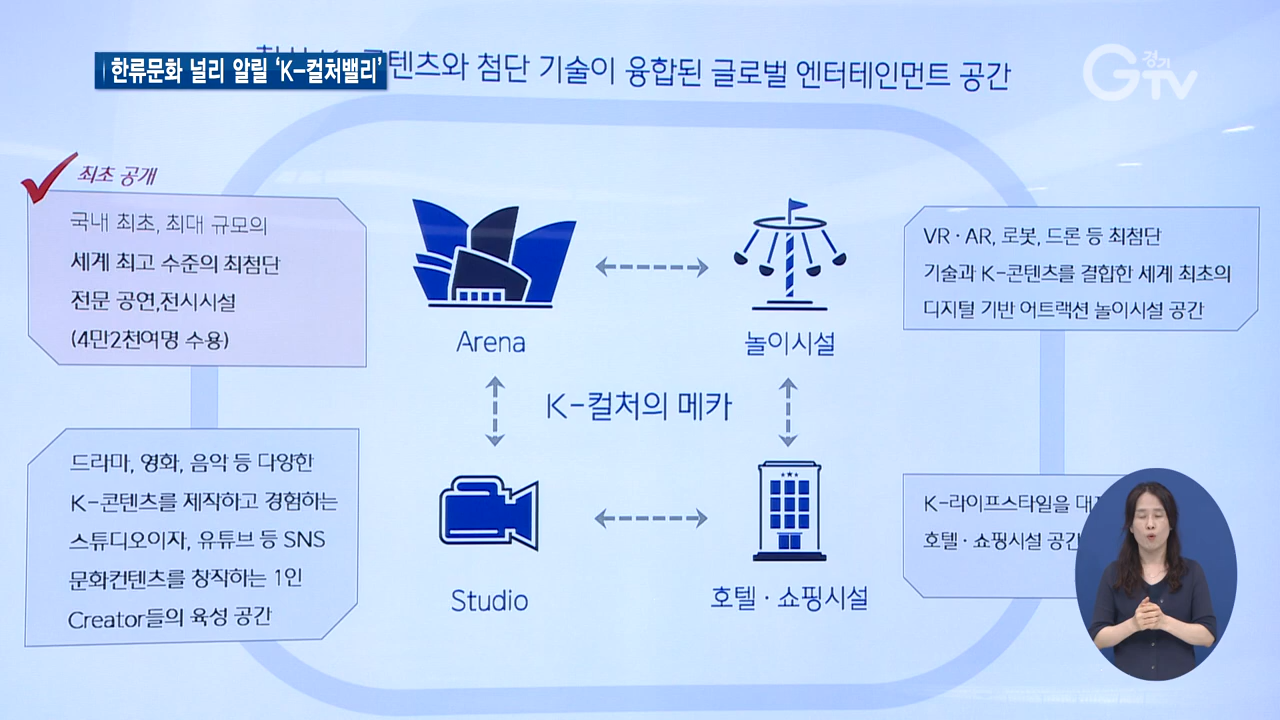 한류문화 널리 알릴 ‘K-컬처밸리’
콘텐츠와 첨단 기술이 융합된 글로벌 엔터테인먼트 공간
경기
GTV
최초 공개
국내 최초, 최대 규모의
세계 최고 수준의 최첨단
전문 공연,전시시설
(4만2천여명 수용)
VR·AR, 로봇, 드론 등 최첨단
기술과 K-콘텐츠를 결합한 세계 최초의
디지털 기반 어트랙션 놀이시설 공간
Arena
놀이시설
K-컬처의 메카
드라마, 영화, 음악 등 다양한
K-콘텐츠를 제작하고 경험하는
스튜디오이자, 유튜브 등 SNS
문화컨텐츠를 창작하는 1인
Creator들의 육성 공간
Studio
호텔·쇼핑시설
K-라이프스타일을
호텔·쇼핑시설 공간